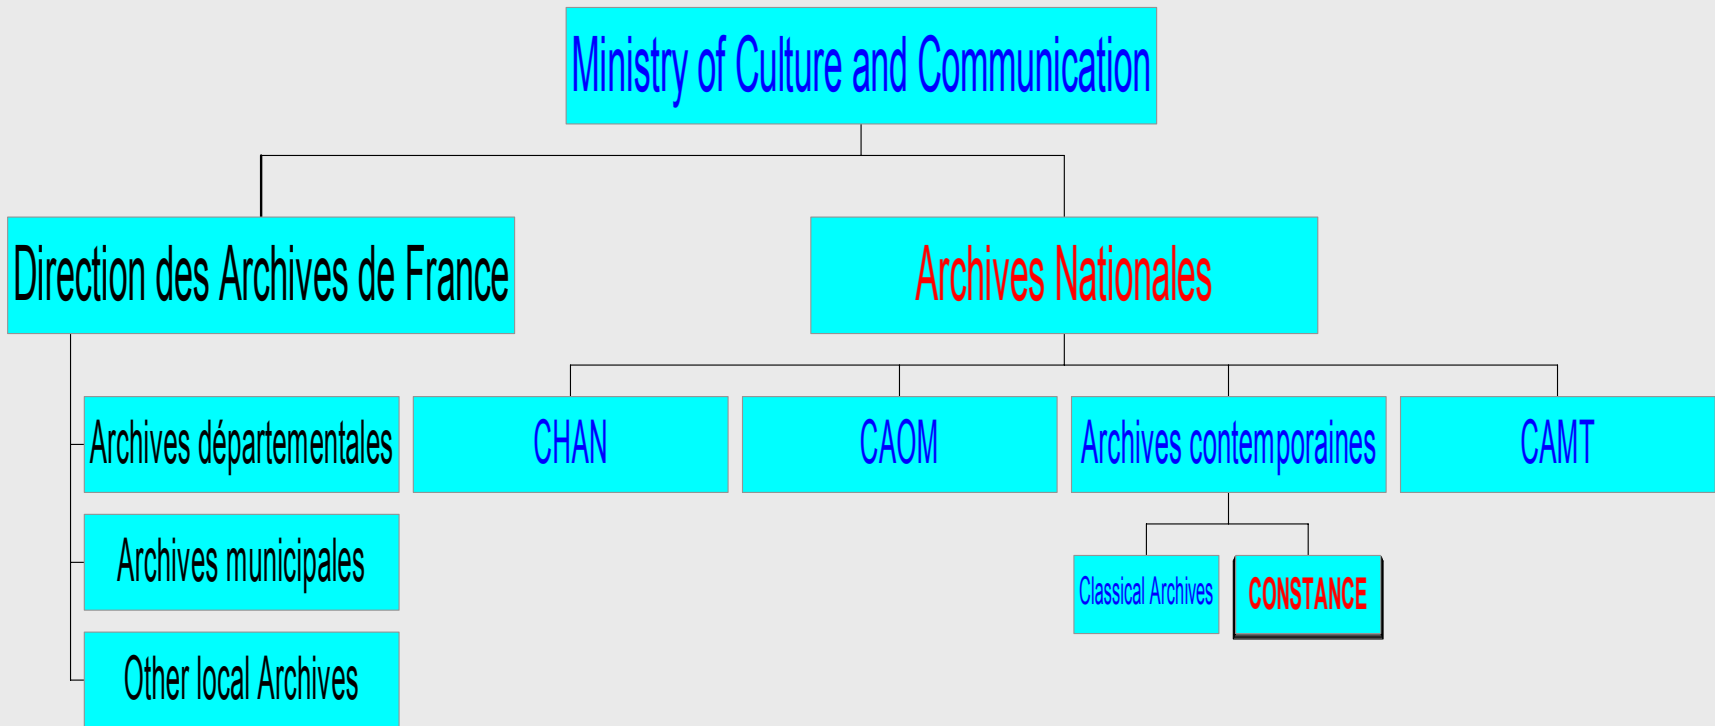 Ministry of Culture and Communication
Direction des Archives de France
Archives Nationales
Archives départementales
CHAN
CAOM
Archives contemporaines
CAMT
Archives municipales
Classical Archives
CONSTANCE
Other local Archives